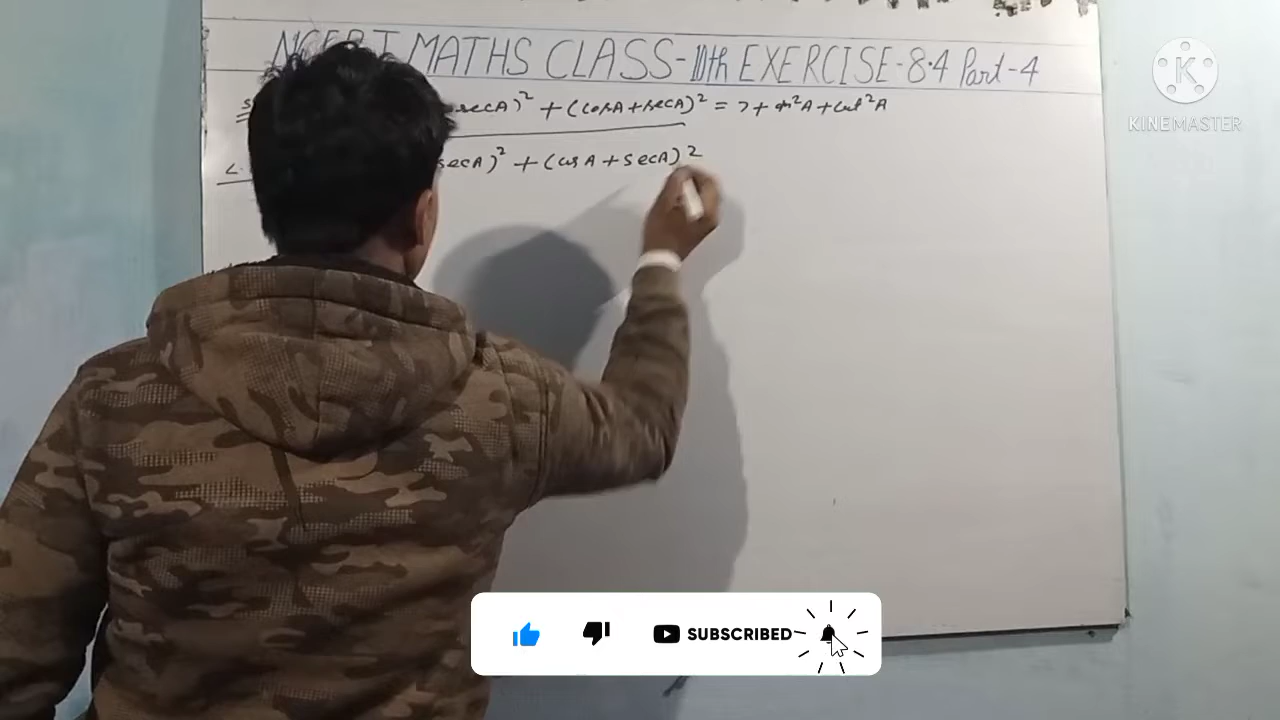 NCERT MATHS CLASS-10th EXERCISE-8.4 Part-4
secA)² + (cosA+secA)² = 7+tan²A+cot²A
secA)² + (cosA+secA)²
KINEMASTER
SUBSCRIBED